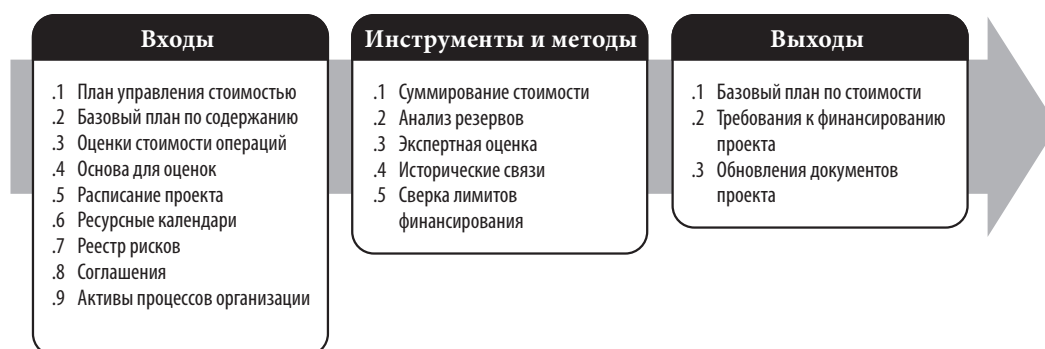 Входы
.1 План управления стоимостью
.2 Базовый план по содержанию
.3 Оценки стоимости операций
.4 Основа для оценок
.5 Расписание проекта
.6 Ресурсные календари
.7 Реестр рисков
.8 Соглашения
.9 Активы процессов организации
Инструменты и методы
.1 Суммирование стоимости
.2 Анализ резервов
.3 Экспертная оценка
.4 Исторические связи
.5 Сверка лимитов
финансирования
Выходы
.1 Базовый план по стоимости
.2 Требования к финансированию
проекта
.3 Обновления документов
проекта